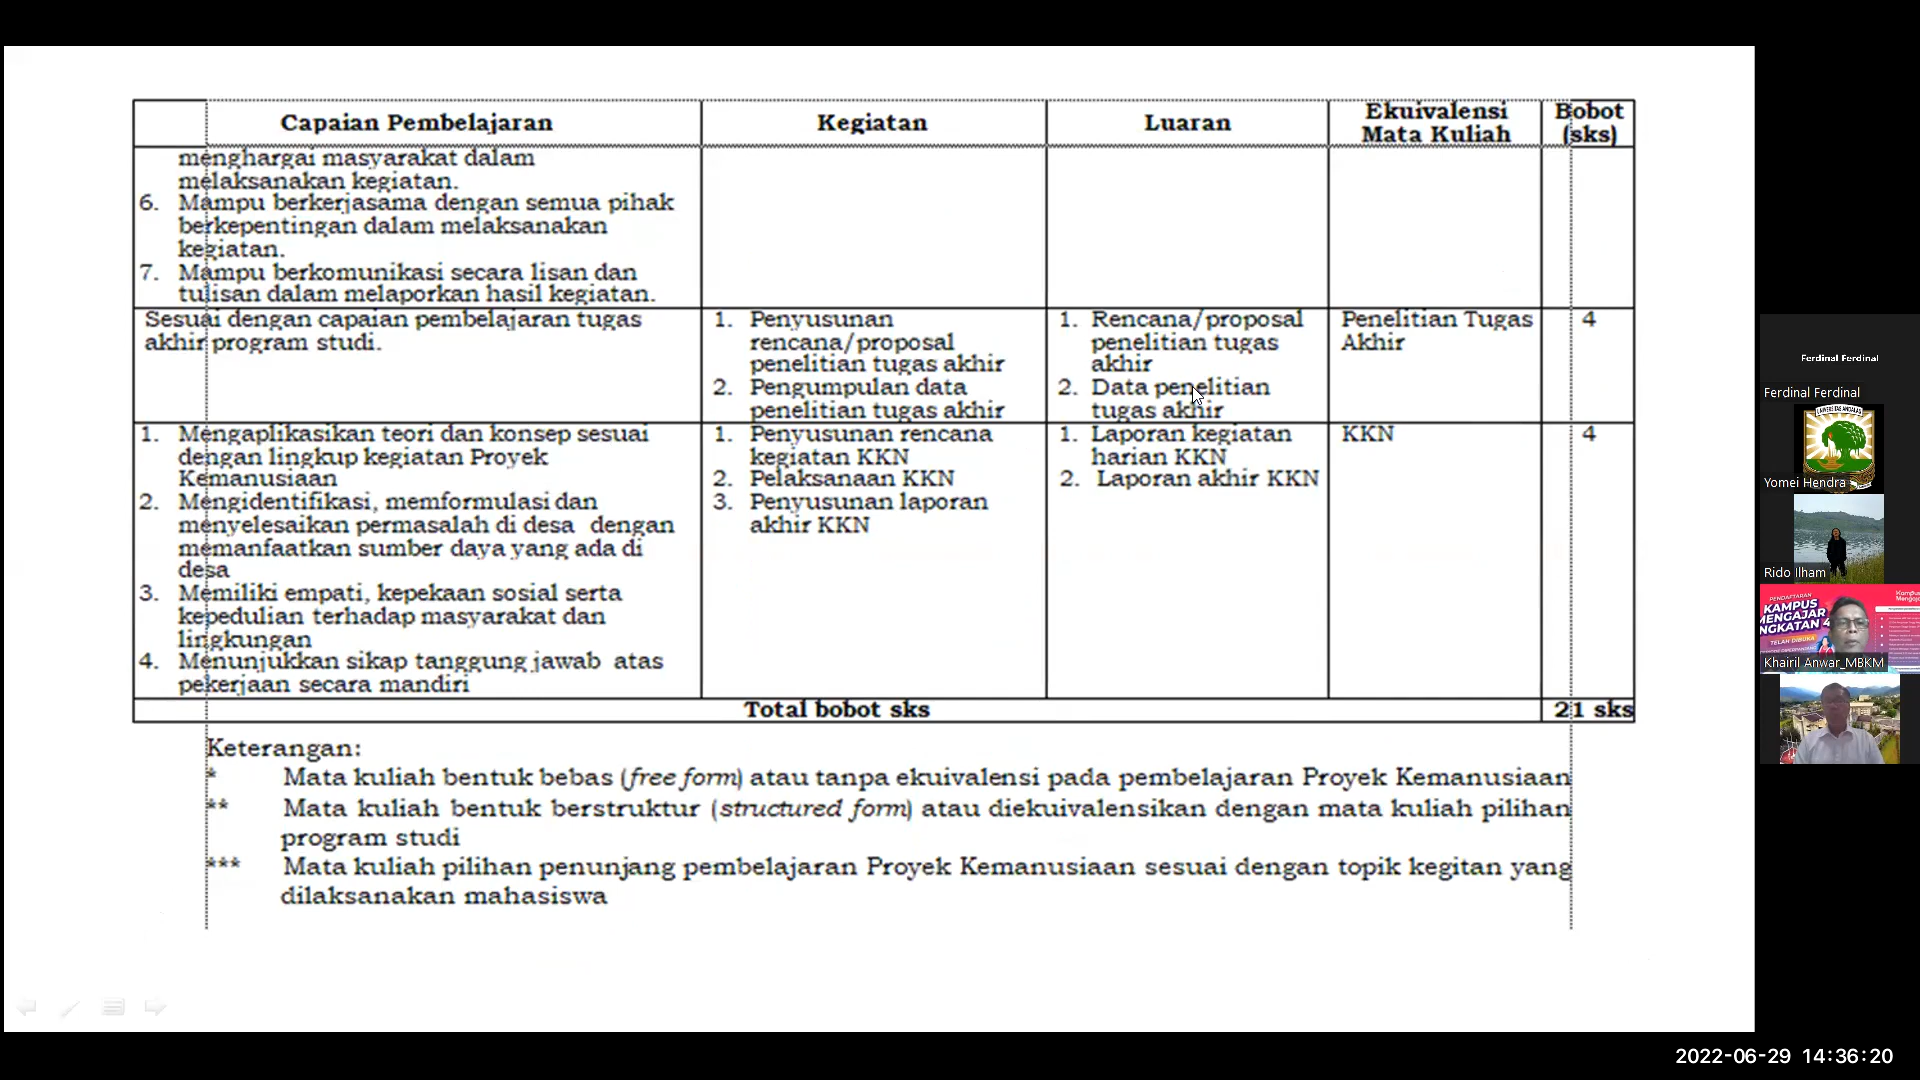 Capaian Pembelajaran
Kegiatan
Luaran
Ekuivalensi
Mata Kuliah
Bobot
(sks)
menghargai masyarakat dalam
melaksanakan kegiatan.
6. Mampu berkerjasama dengan semua pihak
berkepentingan dalam melaksanakan
kegiatan.
7. Mampu berkomunikasi secara lisan dan
tulisan dalam melaporkan hasil kegiatan.
Sesuai dengan capaian pembelajaran tugas
akhir program studi.
1. Penyusunan
rencana/proposal
penelitian tugas akhir
2. Pengumpulan data
penelitian tugas akhir
1. Rencana/proposal
penelitian tugas
akhir
2. Data penelitian
tugas akhir
Penelitian Tugas
Akhir
4
1. Mengaplikasikan teori dan konsep sesuai
dengan lingkup kegiatan Proyek
Kemanusiaan
2. Mengidentifikasi, memformulasi dan
menyelesaikan permasalah di desa dengan
memanfaatkan sumber daya yang ada di
desa
3. Memiliki empati, kepekaan sosial serta
kepedulian terhadap masyarakat dan
lingkungan
4. Menunjukkan sikap tanggung jawab atas
pekerjaan secara mandiri
1. Penyusunan rencana
kegiatan KKN
2. Pelaksanaan KKN
3. Penyusunan laporan
akhir KKN
1. Laporan kegiatan
harian KKN
2. Laporan akhir KKN
KKN
4
Total bobot sks
21 sks
Keterangan:
* Mata kuliah bentuk bebas (free form) atau tanpa ekuivalensi pada pembelajaran Proyek Kemanusiaan
** Mata kuliah bentuk berstruktur (structured form) atau diekuivalensikan dengan mata kuliah pilihan
program studi
*** Mata kuliah pilihan penunjang pembelajaran Proyek Kemanusiaan sesuai dengan topik kegitan yang
dilaksanakan mahasiswa
Ferdinal Ferdinal
Ferdinal Ferdinal
Yomei Hendra
Rido Ilham
PENDAFTARAN
KAMPUS
MENGAJAR
NGKATAN 4
TELAH DIBUKA
Khairil Anwar_MBKM
2022-06-29 14:36:20